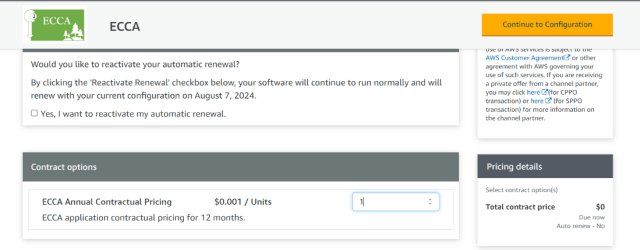 ECCA
ECCA
Continue to Configuration
Would you like to reactivate your automatic renewal?
By clicking the 'Reactivate Renewal' checkbox below, your software will continue to run normally and will
renew with your current configuration on August 7, 2024.
Yes, I want to reactivate my automatic renewal.
use of AWS services is subject to the
AWS Customer Agreement or other
agreement with AWS governing your
use of such services. If you are receiving
a private offer from a channel partner,
you may click here (for CPPO
transaction) or here (for SPPO
transaction) for more information on
the channel partner.
Contract options
ECCA Annual Contractual Pricing $0.001 / Units 1
ECCA application contractual pricing for 12 months.
Pricing details
Select contract option(s)
Total contract price $0
Due now
Auto renew - No